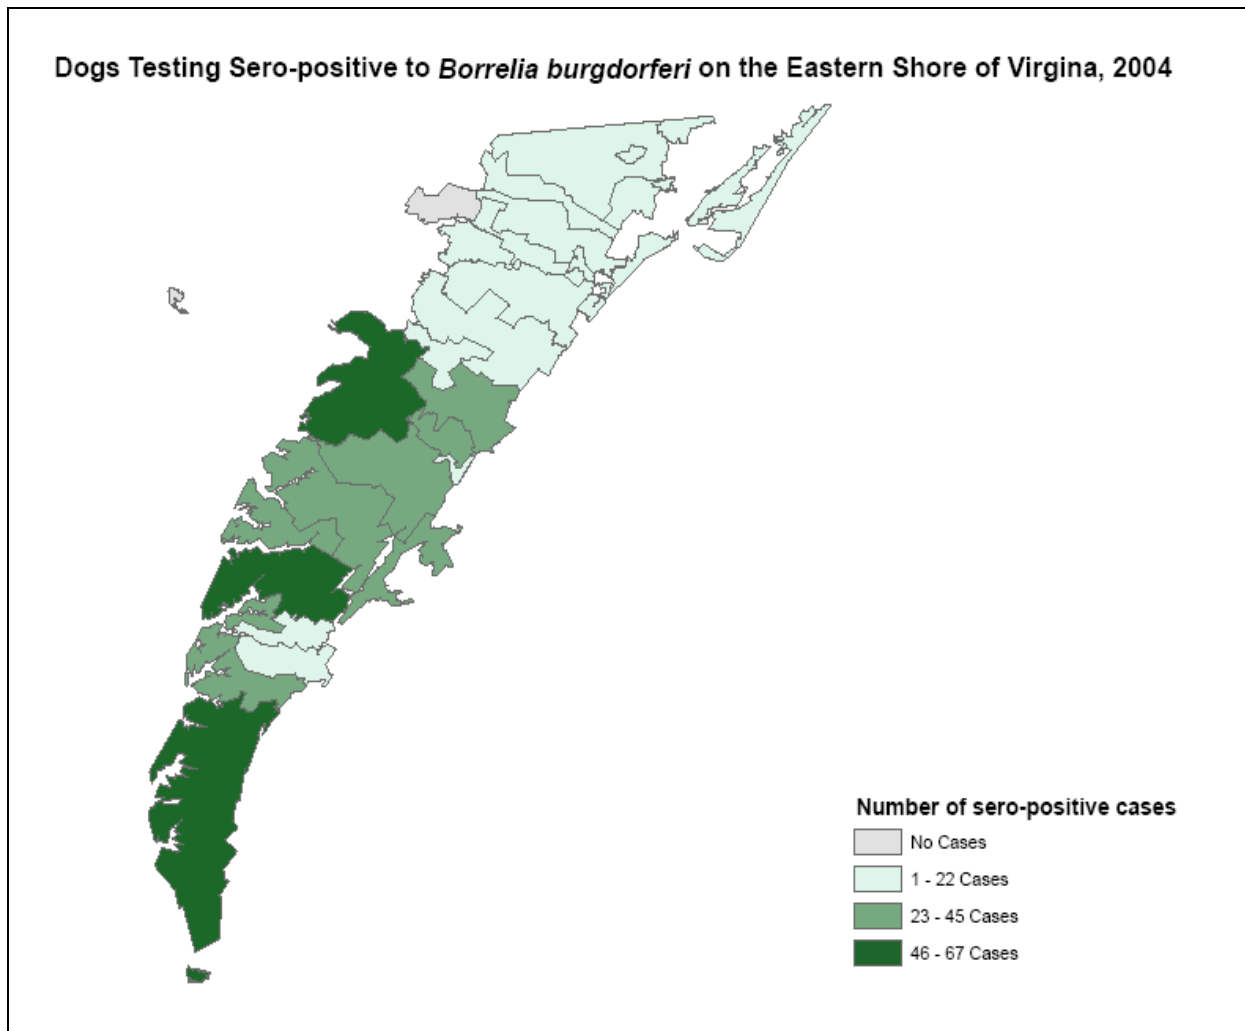 Dogs Testing Sero-positive to Borrelia burgdorferi on the Eastern Shore of Virgina, 2004
Number of sero-positive cases
No Cases
1 - 22 Cases
23 - 45 Cases
46 - 67 Cases